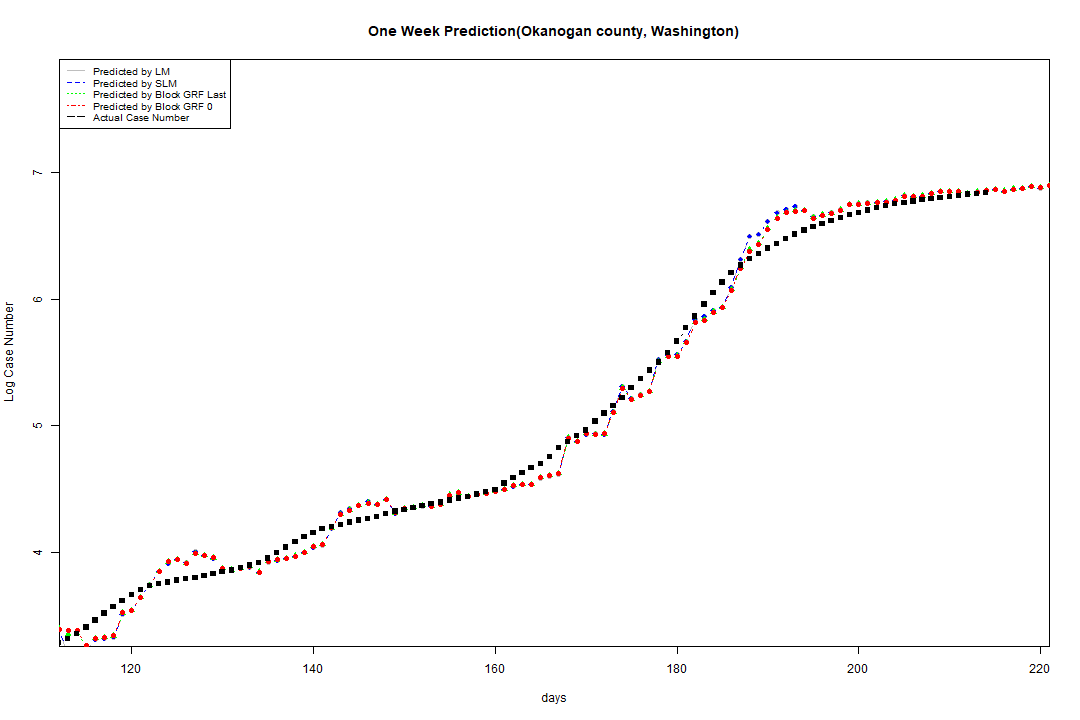 One Week Prediction(Okanogan county, Washington)
Predicted by LM
Predicted by SLM
Predicted by Block GRF Last
Predicted by Block GRF 0
Actual Case Number
7
6
5
4
Log Case Number
120 140 160 180 200 220
days